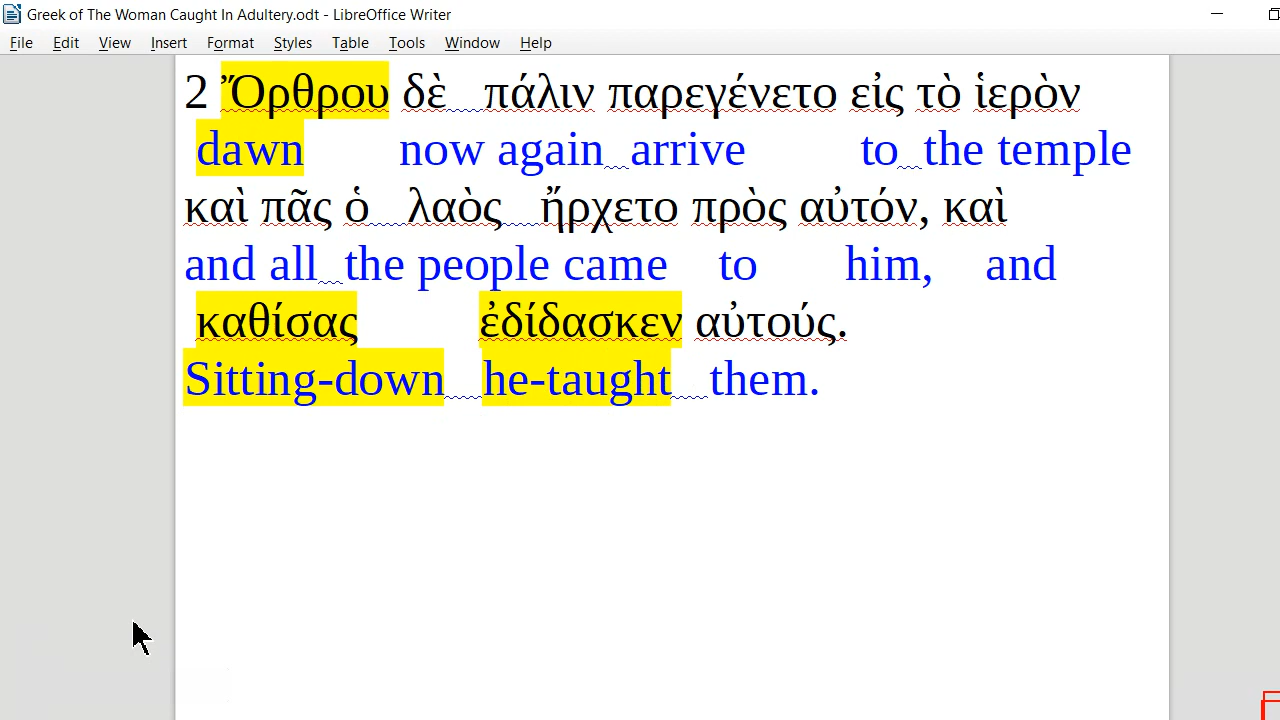 Greek of The Woman Caught In Adultery.odt - LibreOffice Writer
File Edit View Insert Format Styles Table Tools Window Help
2 Ὄρθρου δὲ πάλιν παρεγένετο εἰς τὸ ἱερὸν
dawn now again arrive to the temple
καὶ πᾶς ὁ λαὸς ἤρχετο πρὸς αὐτόν, καὶ
and all the people came to him, and
καθίσας ἐδίδασκεν αὐτούς.
Sitting-down he-taught them.